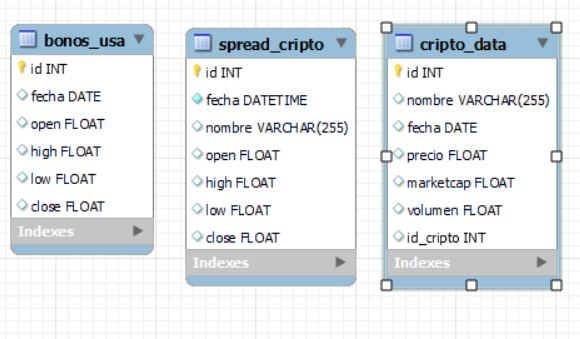 bonos_usa
id INT
fecha DATE
open FLOAT
high FLOAT
low FLOAT
close FLOAT
Indexes
spread_cripto
id INT
fecha DATETIME
nombre VARCHAR(255)
open FLOAT
high FLOAT
low FLOAT
close FLOAT
Indexes
cripto_data
id INT
nombre VARCHAR(255)
fecha DATE
precio FLOAT
marketcap FLOAT
volumen FLOAT
id_cripto INT
Indexes